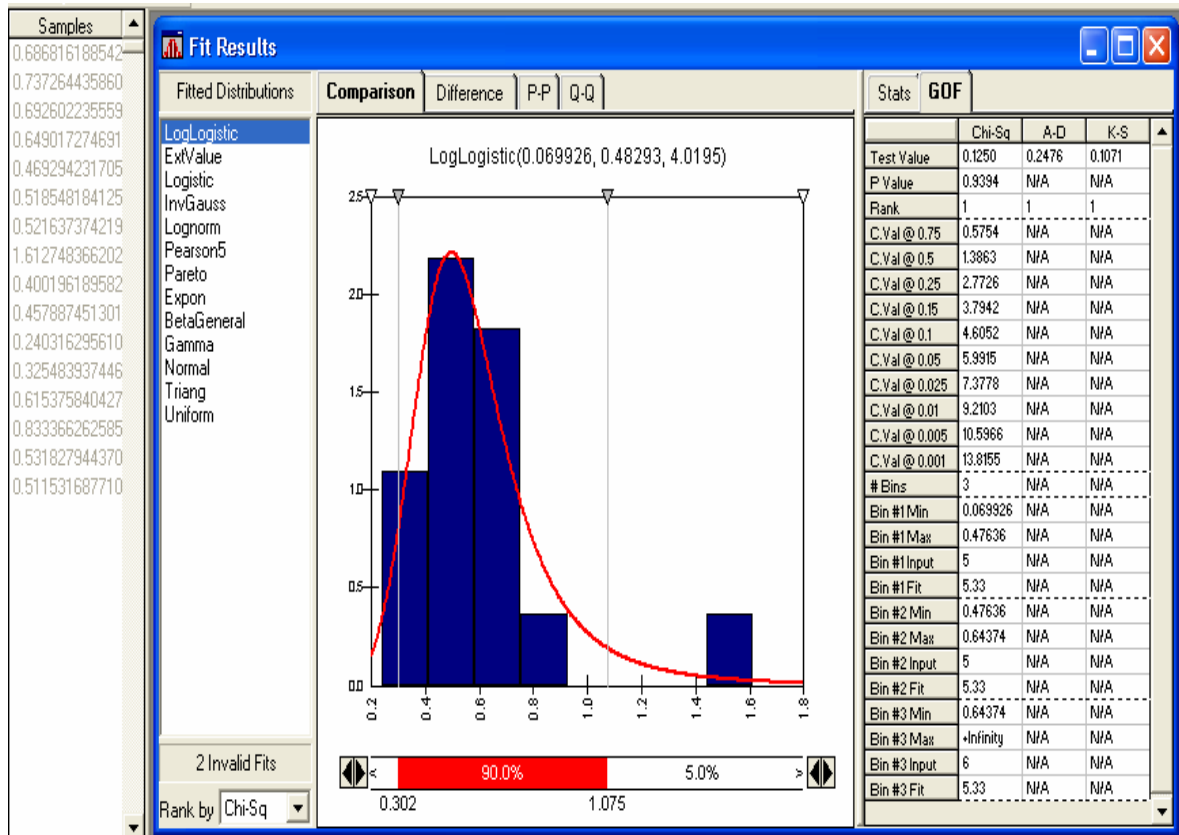 Samples
0.686816188542
0.737264435860
0.692602235559
0.649017274691
0.469294231705
0.518548184125
0.521637374219
1.612748366202
0.400196189582
0.457887451301
0.240316295610
0.325483937446
0.615375840427
0.833366262585
0.531827944370
0.511531687710
Fit Results
Fitted Distributions
LogLogistic
ExtValue
Logistic
InvGauss
Lognorm
Pearson5
Pareto
Expon
BetaGeneral
Gamma
Normal
Triang
Uniform
2 Invalid Fits
Rank by Chi-Sq
Comparison Difference P-P Q-Q
LogLogistic(0.069926, 0.48293, 4.0195)
2.5
2.0
1.5
1.0
0.5
0.0
0.2 0.4 0.6 0.8 1.0 1.2 1.4 1.6 1.8
< 90.0% 5.0% >
0.302 1.075
Stats GOF
Chi-Sq A-D K-S
Test Value 0.1250 0.2476 0.1071
P Value 0.9394 N/A N/A
Rank 1 1 1
C.Val @ 0.75 0.5754 N/A N/A
C.Val @ 0.5 1.3863 N/A N/A
C.Val @ 0.25 2.7726 N/A N/A
C.Val @ 0.15 3.7942 N/A N/A
C.Val @ 0.1 4.6052 N/A N/A
C.Val @ 0.05 5.9915 N/A N/A
C.Val @ 0.025 7.3778 N/A N/A
C.Val @ 0.01 9.2103 N/A N/A
C.Val @ 0.005 10.5966 N/A N/A
C.Val @ 0.001 13.8155 N/A N/A
# Bins 3 N/A N/A
Bin #1 Min 0.069926 N/A N/A
Bin #1 Max 0.47636 N/A N/A
Bin #1 Input 5 N/A N/A
Bin #1 Fit 5.33 N/A N/A
Bin #2 Min 0.47636 N/A N/A
Bin #2 Max 0.64374 N/A N/A
Bin #2 Input 5 N/A N/A
Bin #2 Fit 5.33 N/A N/A
Bin #3 Min 0.64374 N/A N/A
Bin #3 Max +Infinity N/A N/A
Bin #3 Input 6 N/A N/A
Bin #3 Fit 5.33 N/A N/A